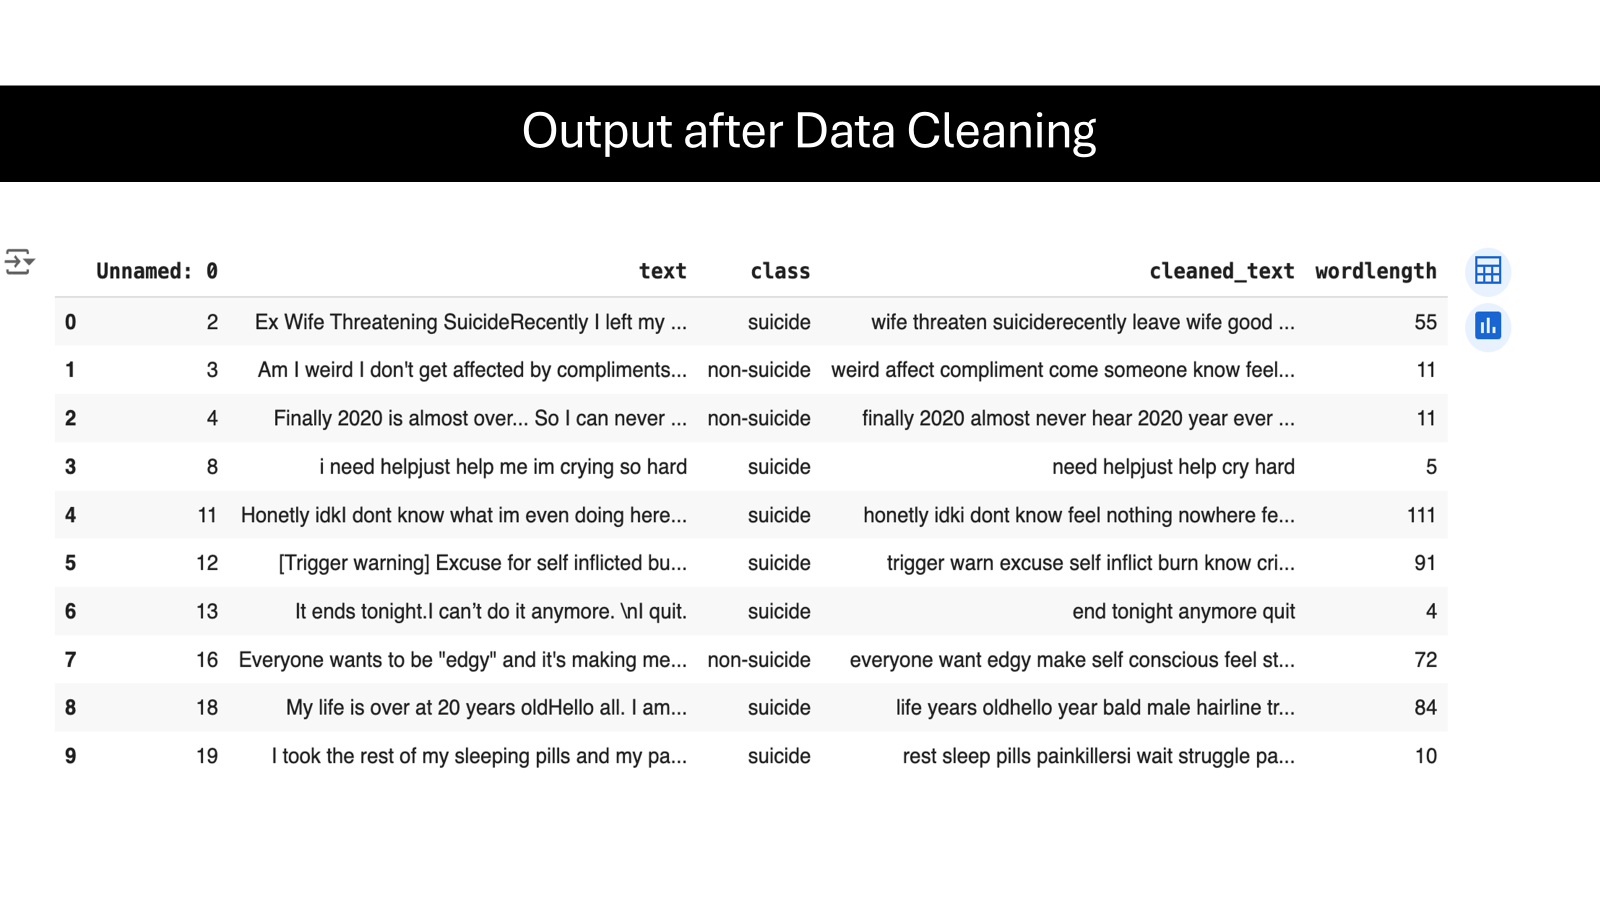 Output after Data Cleaning
Unnamed: 0 text class cleaned_text wordlength
0 2 Ex Wife Threatening SuicideRecently I left my ... suicide wife threaten suiciderecently leave wife good ... 55
1 3 Am I weird I don't get affected by compliments... non-suicide weird affect compliment come someone know feel... 11
2 4 Finally 2020 is almost over... So I can never ... non-suicide finally 2020 almost never hear 2020 year ever ... 11
3 8 i need helpjust help me im crying so hard suicide need helpjust help cry hard 5
4 11 Honetly idkI dont know what im even doing here... suicide honetly idki dont know feel nothing nowhere fe... 111
5 12 [Trigger warning] Excuse for self inflicted bu... suicide trigger warn excuse self inflict burn know cri... 91
6 13 It ends tonight.I can’t do it anymore. \nI quit. suicide end tonight anymore quit 4
7 16 Everyone wants to be "edgy" and it's making me... non-suicide everyone want edgy make self conscious feel st... 72
8 18 My life is over at 20 years oldHello all. I am... suicide life years oldhello year bald male hairline tr... 84
9 19 I took the rest of my sleeping pills and my pa... suicide rest sleep pills painkillersi wait struggle pa... 10